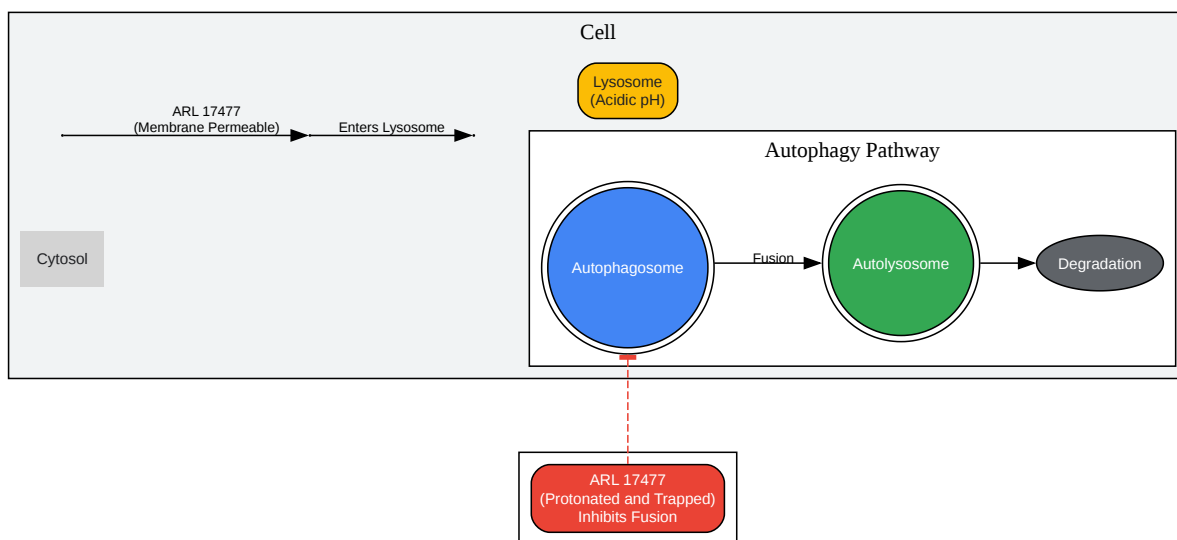 Cell
Lysosome
(Acidic pH)
ARL 17477
(Membrane Permeable)
Enters Lysosome
Autophagy Pathway
Cytosol
Autophagosome
Fusion
Autolysosome
Degradation
ARL 17477
(Protonated and Trapped)
Inhibits Fusion